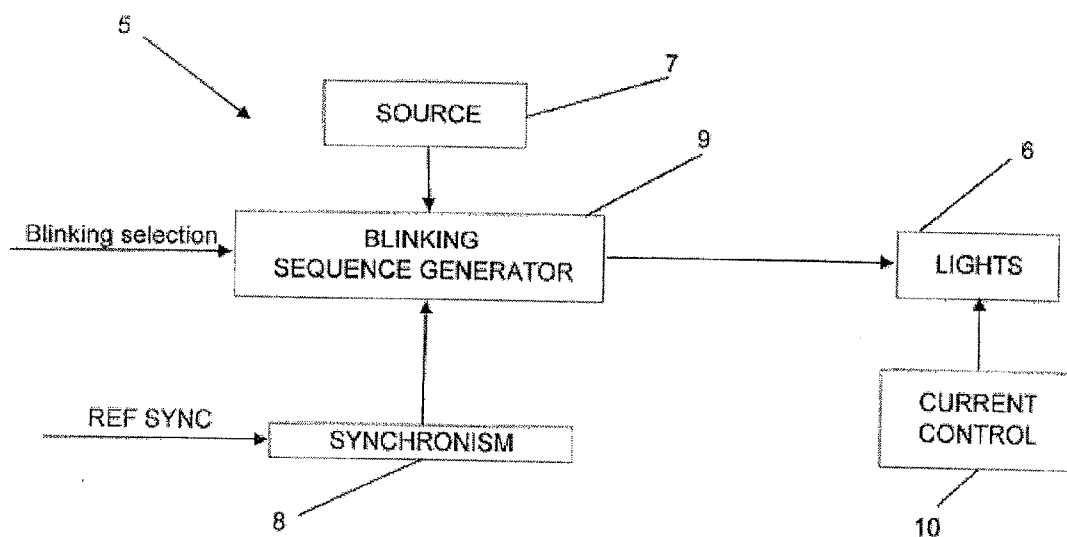 5
7
SOURCE
9
6
Blinking selection
BLINKING
SEQUENCE GENERATOR
LIGHTS
REF SYNC
SYNCHRONISM
CURRENT
CONTROL
8
10